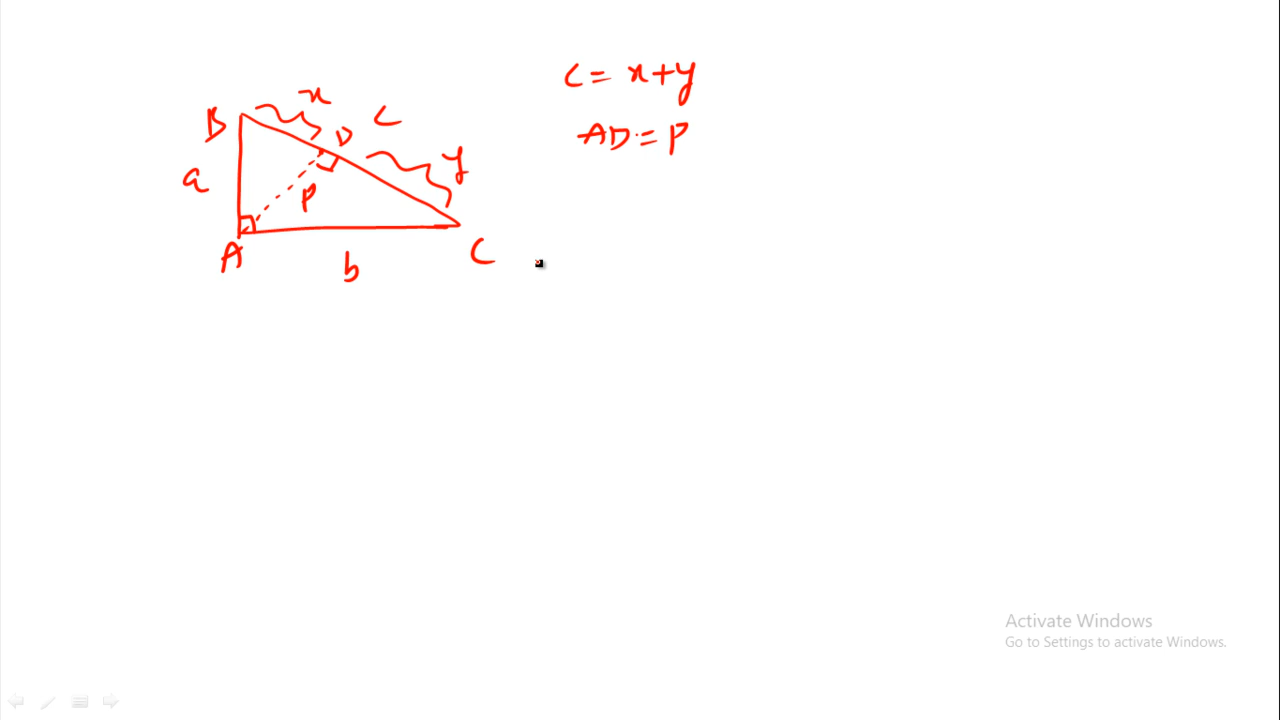 c = x+y
AD = P
B
x
c
D
y
a
P
A
b
C
Activate Windows
Go to Settings to activate Windows.